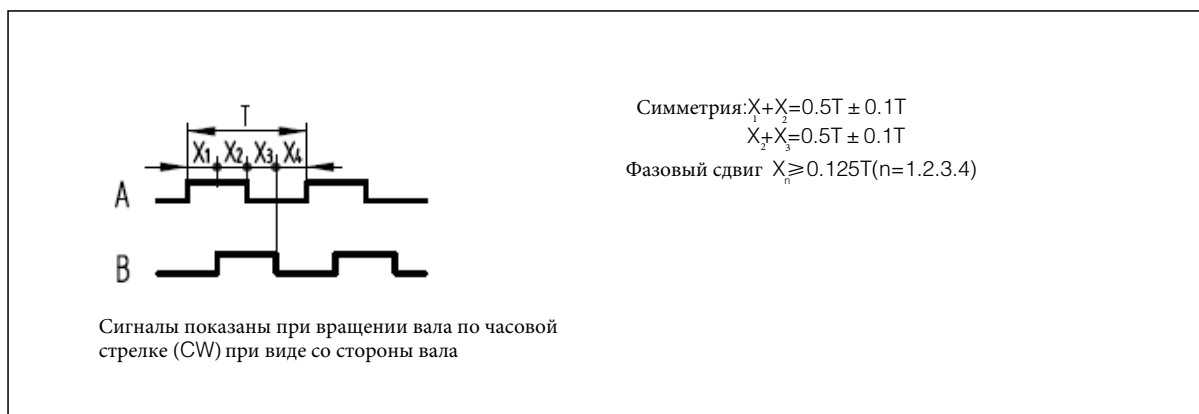 T
X₁ X₂ X₃ X₄
A
B
Сигналы показаны при вращении вала по часовой
стрелке (CW) при виде со стороны вала
Симметрия:X₁+X₂=0.5T ± 0.1T
X₂+X₃=0.5T ± 0.1T
Фазовый сдвиг Xₙ≥0.125T(n=1.2.3.4)